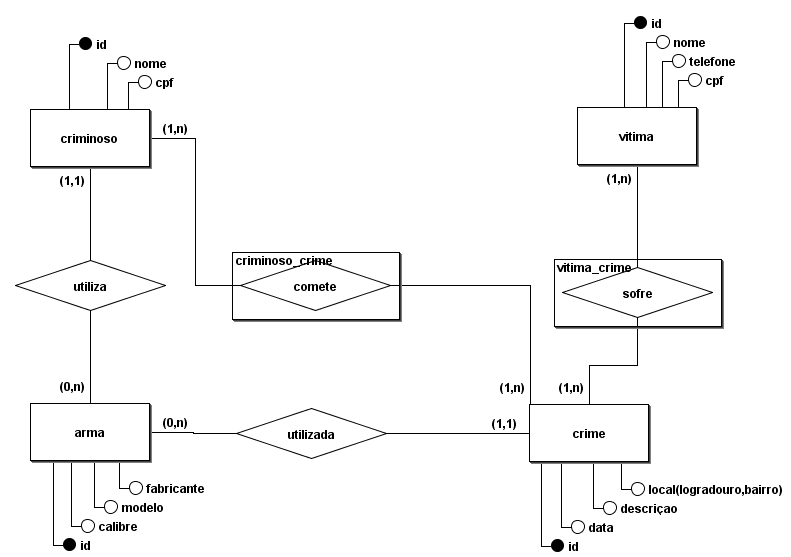 id
nome
cpf
criminoso
(1,n)
(1,1)
id
nome
telefone
cpf
vitima
(1,n)
utiliza
criminoso_crime
comete
vitima_crime
sofre
(0,n)
(1,n)
(1,n)
arma
(0,n)
utilizada
(1,1)
crime
fabricante
modelo
calibre
id
local(logradouro,bairro)
descriçao
data
id